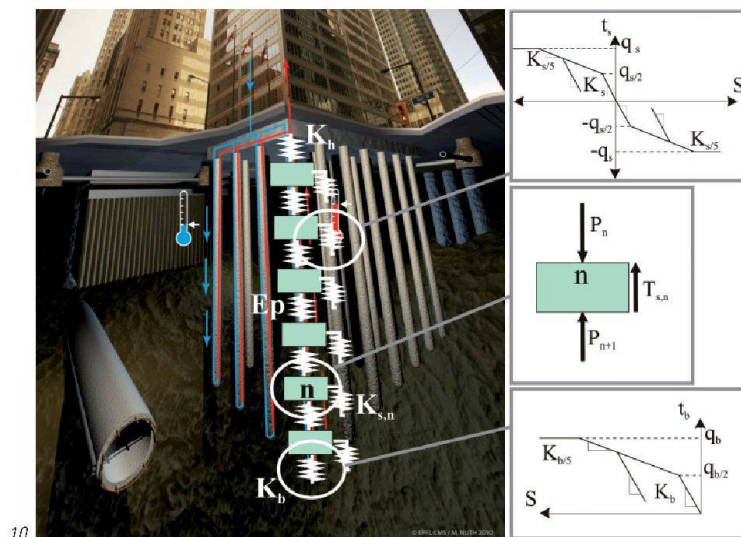 K_h
Ep
n
K_s,n
K_b
© EPFL-LMS / M. NUTH 2010
10
t_s
q_s
K_s/5
q_s/2
K_s
S
-q_s/2
K_s/5
-q_s
P_n
n
T_s,n
P_n+1
t_b
q_b
K_b/5
q_b/2
K_b
S